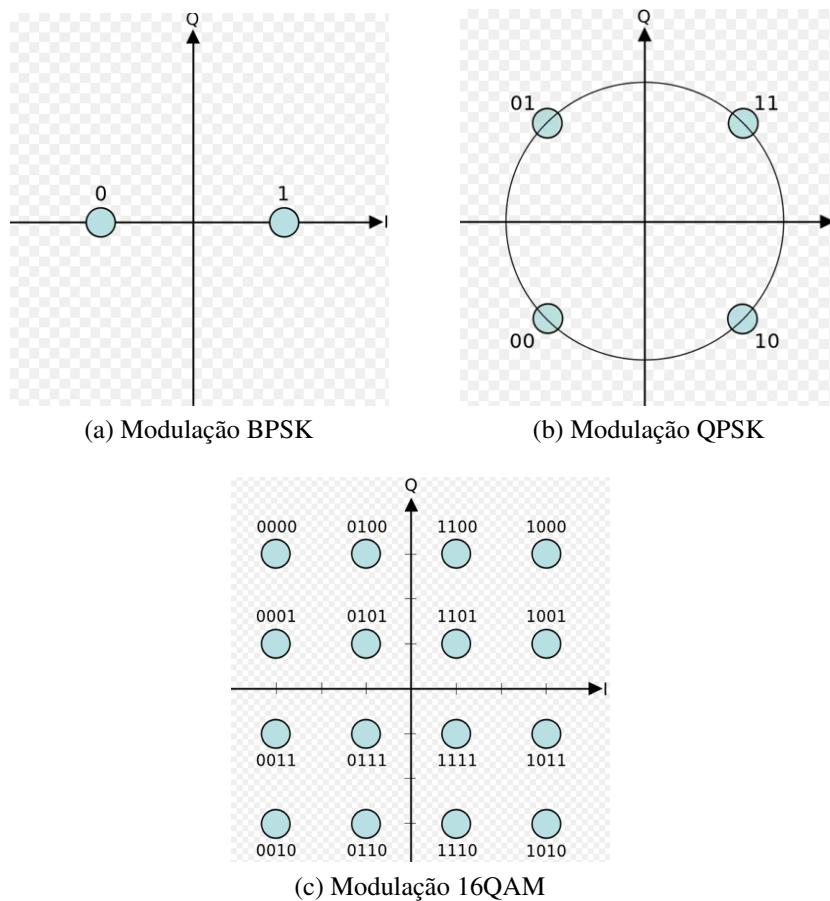 Q
0 1
I
(a) Modulação BPSK
Q
01 11
00 10
(b) Modulação QPSK
Q
0000 0100 1100 1000
0001 0101 1101 1001
I
0011 0111 1111 1011
0010 0110 1110 1010
(c) Modulação 16QAM